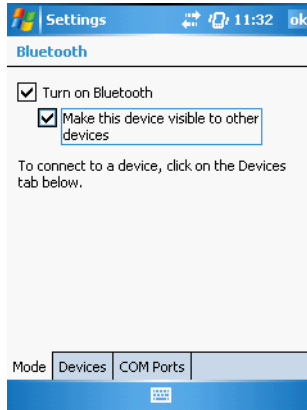 Settings 11:32 ok
Bluetooth
Turn on Bluetooth
Make this device visible to other
devices
To connect to a device, click on the Devices
tab below.
Mode Devices COM Ports